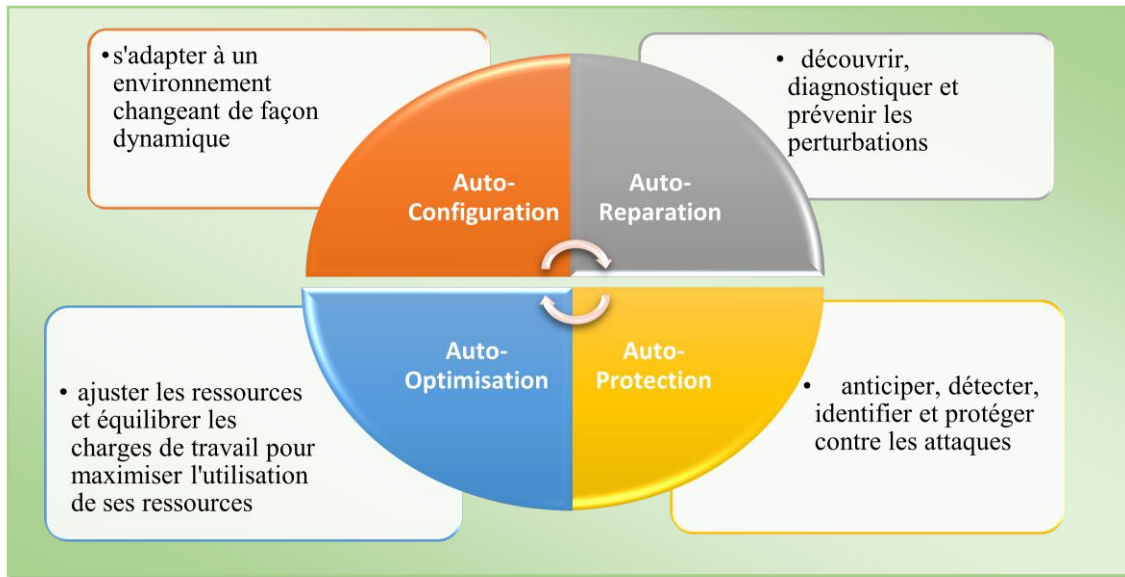 •s'adapter à un
environnement
changeant de façon
dynamique
• découvrir,
diagnostiquer et
prévenir les
perturbations
Auto-
Configuration
Auto-
Reparation
Auto-
Optimisation
Auto-
Protection
• ajuster les ressources
et équilibrer les
charges de travail pour
maximiser l'utilisation
de ses ressources
• anticiper, détecter,
identifier et protéger
contre les attaques